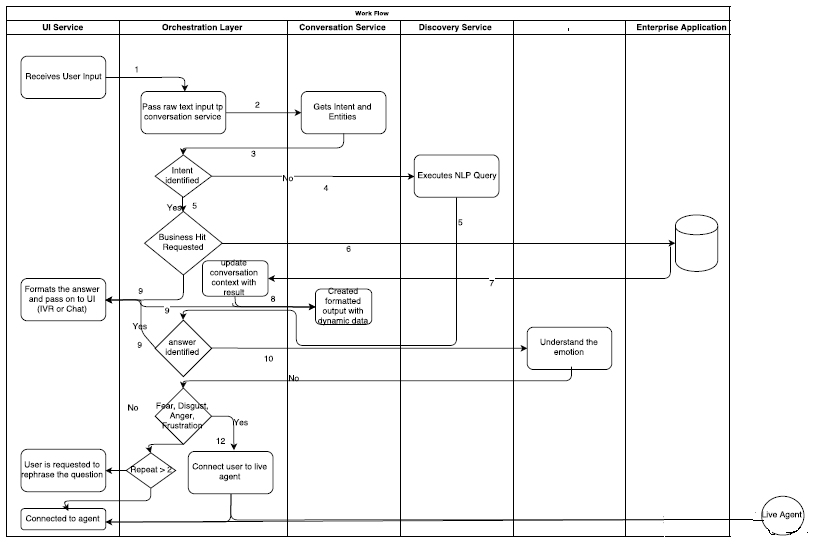 Work Flow
UI Service
Orchestration Layer
Conversation Service
Discovery Service
Enterprise Application
Receives User Input
1
Pass raw text input tp
conversation service
2
Gets Intent and
Entities
3
Intent
identified
No
4
Executes NLP Query
Yes
5
5
Business Hit
Requested
6
update
conversation
context with
result
7
Formats the answer
and pass on to UI
(IVR or Chat)
9
8
Created
formatted
output with
dynamic data
9
Yes
9
answer
identified
10
Understand the
emotion
No
No
Fear, Disgust,
Anger,
Frustration
Yes
12
User is requested to
rephrase the question
Repeat > 2
Connect user to live
agent
Connected to agent
Live Agent